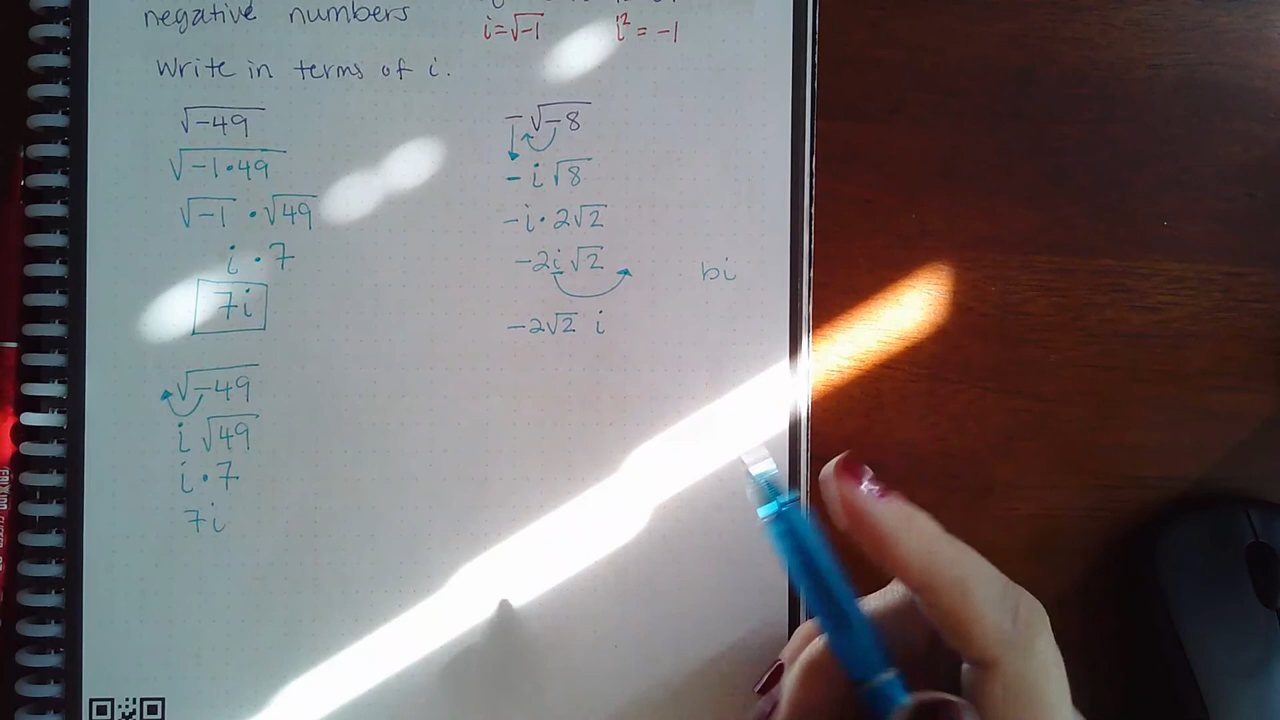 negative numbers
i=√-1 i² = -1
Write in terms of i.
√-49
√-1•49
√-1 • √49
i • 7
7i
√-49
i √49
i • 7
7i
-√-8
- i √8
-i • 2√2
-2i√2
-2√2 i
bi